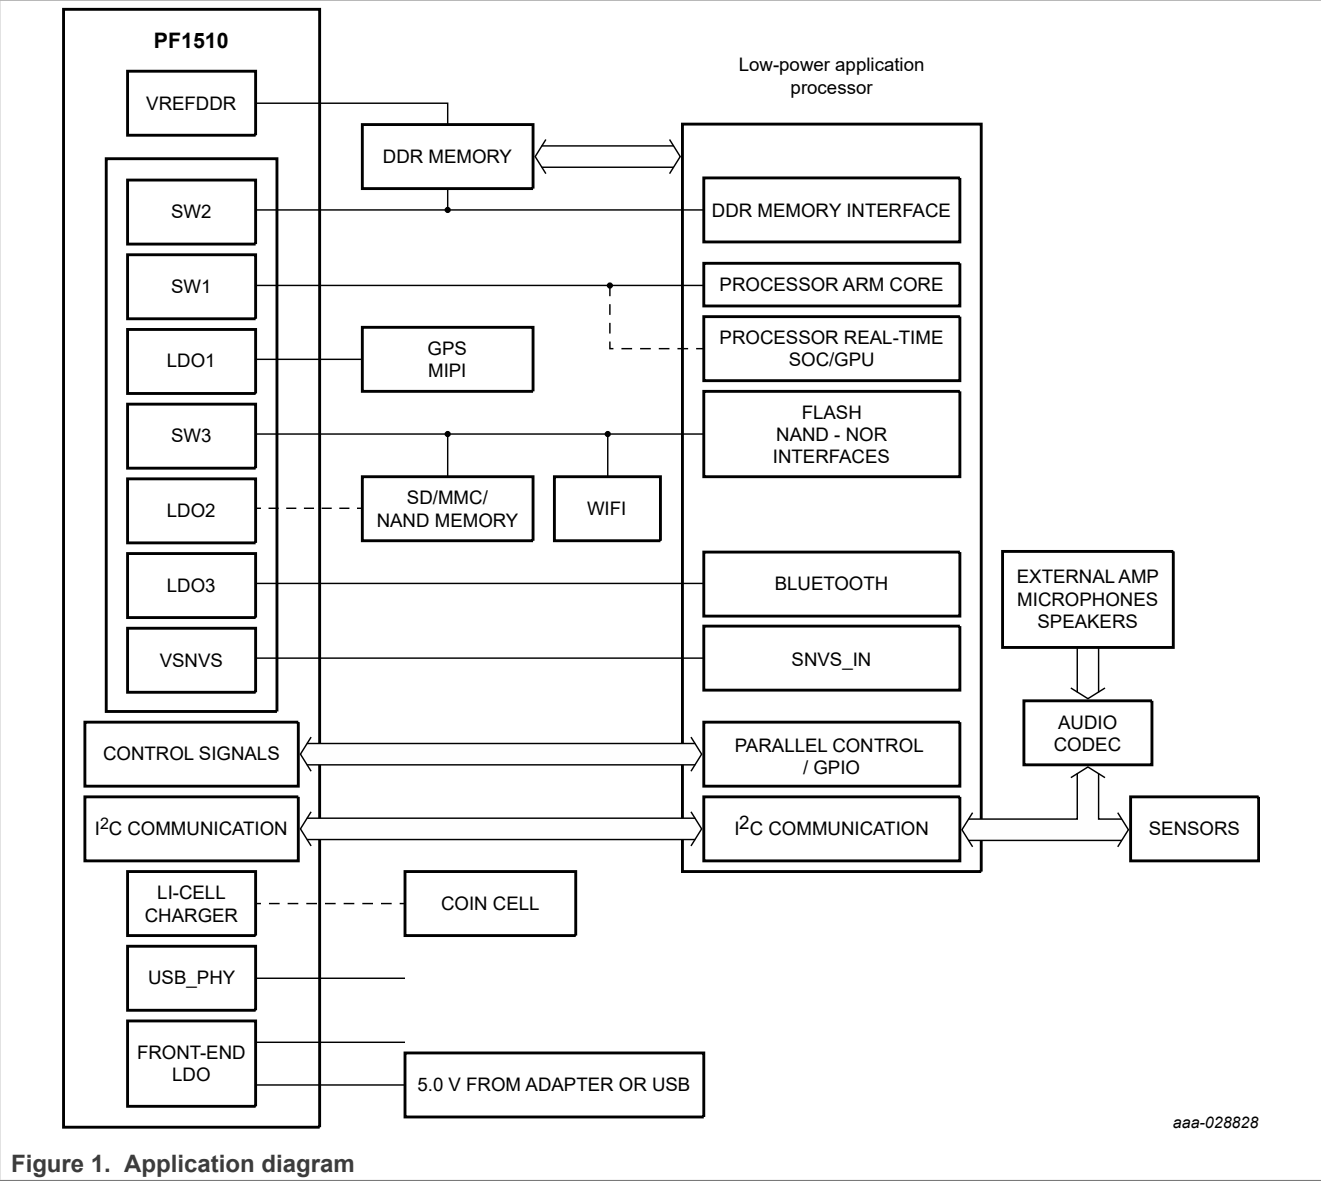 PF1510
Low-power application
processor
VREFDDR
DDR MEMORY
SW2
DDR MEMORY INTERFACE
SW1
PROCESSOR ARM CORE
LDO1
GPS
MIPI
PROCESSOR REAL-TIME
SOC/GPU
SW3
FLASH
NAND - NOR
INTERFACES
LDO2
SD/MMC/
NAND MEMORY
WIFI
LDO3
BLUETOOTH
EXTERNAL AMP
MICROPHONES
SPEAKERS
VSNVS
SNVS_IN
CONTROL SIGNALS
PARALLEL CONTROL
/ GPIO
AUDIO
CODEC
I2C COMMUNICATION
I2C COMMUNICATION
SENSORS
LI-CELL
CHARGER
COIN CELL
USB_PHY
FRONT-END
LDO
5.0 V FROM ADAPTER OR USB
aaa-028828
Figure 1. Application diagram